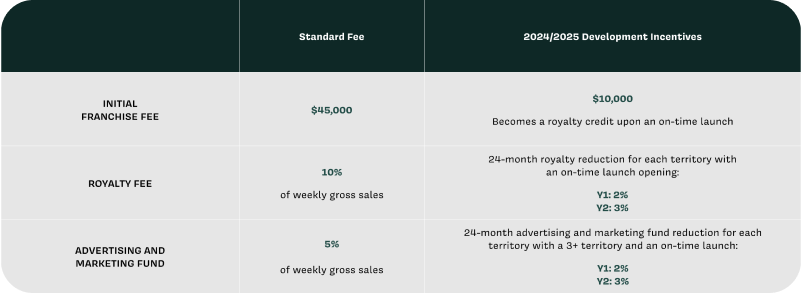 Standard Fee
2024/2025 Development Incentives
INITIAL
FRANCHISE FEE
$45,000
$10,000
Becomes a royalty credit upon an on-time launch
ROYALTY FEE
10%
of weekly gross sales
24-month royalty reduction for each territory with
an on-time launch opening:
Y1: 2%
Y2: 3%
ADVERTISING AND
MARKETING FUND
5%
of weekly gross sales
24-month advertising and marketing fund reduction for each
territory with a 3+ territory and an on-time launch:
Y1: 2%
Y2: 3%